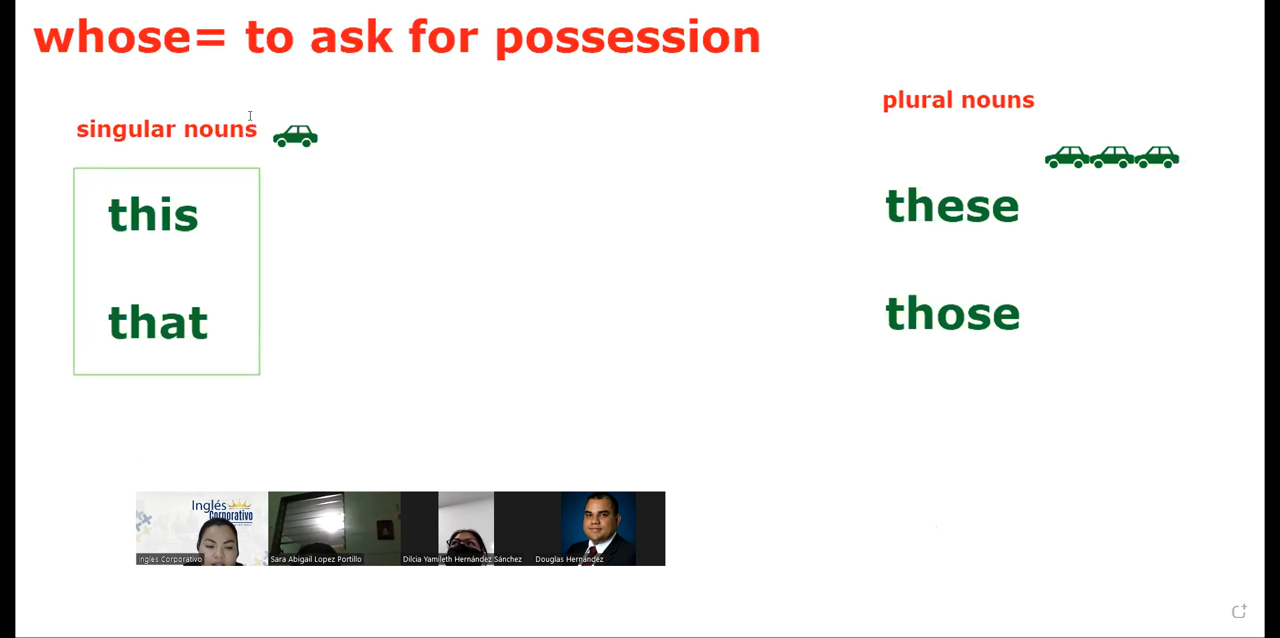 whose= to ask for possession
plural nouns
singular nouns
this
these
that
those
Inglés
Corporativo
Ingles Corporativo
Sara Abigail Lopez Portillo
Dilcia Yamileth Hernández Sánchez
Douglas Hernández